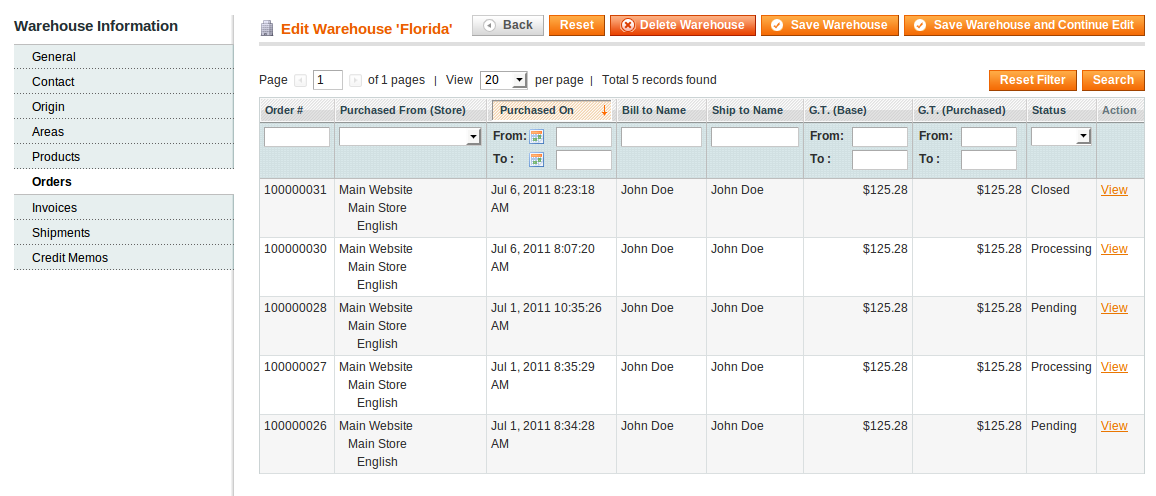 Warehouse Information
General
Contact
Origin
Areas
Products
Orders
Invoices
Shipments
Credit Memos
Edit Warehouse 'Florida' Back Reset Delete Warehouse Save Warehouse Save Warehouse and Continue Edit
Page 1 of 1 pages | View 20 per page | Total 5 records found Reset Filter Search
Order # Purchased From (Store) Purchased On Bill to Name Ship to Name G.T. (Base) G.T. (Purchased) Status Action
From: From: From:
To : To : To :
100000031 Main Website Jul 6, 2011 8:23:18 John Doe John Doe $125.28 $125.28 Closed View
Main Store AM
English
100000030 Main Website Jul 6, 2011 8:07:20 John Doe John Doe $125.28 $125.28 Processing View
Main Store AM
English
100000028 Main Website Jul 1, 2011 10:35:26 John Doe John Doe $125.28 $125.28 Pending View
Main Store AM
English
100000027 Main Website Jul 1, 2011 8:35:29 John Doe John Doe $125.28 $125.28 Processing View
Main Store AM
English
100000026 Main Website Jul 1, 2011 8:34:28 John Doe John Doe $125.28 $125.28 Pending View
Main Store AM
English